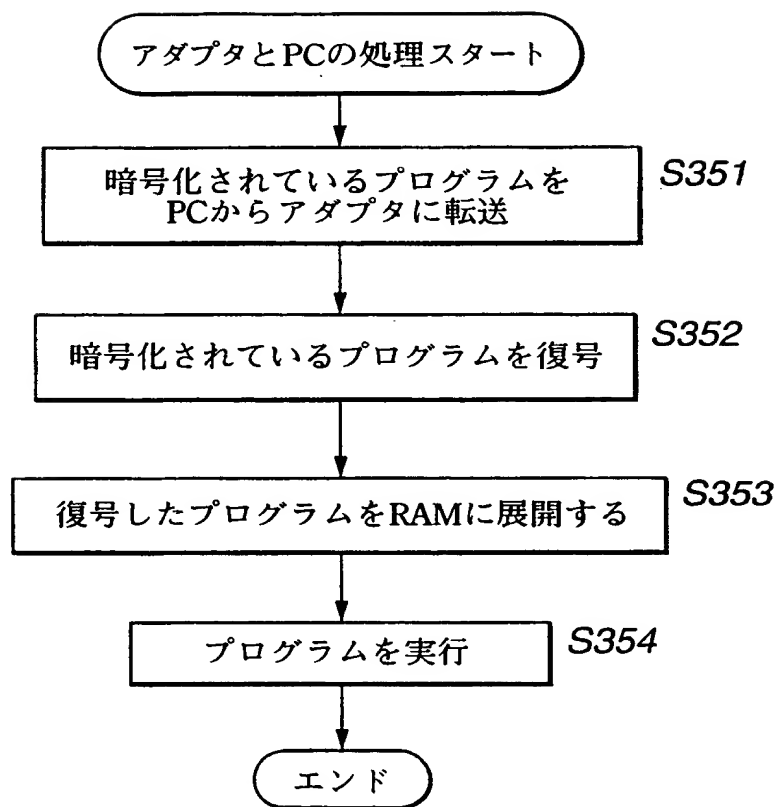 アダプタとPCの処理スタート
暗号化されているプログラムを
PCからアダプタに転送
S351
暗号化されているプログラムを復号
S352
復号したプログラムをRAMに展開する
S353
プログラムを実行
S354
エンド